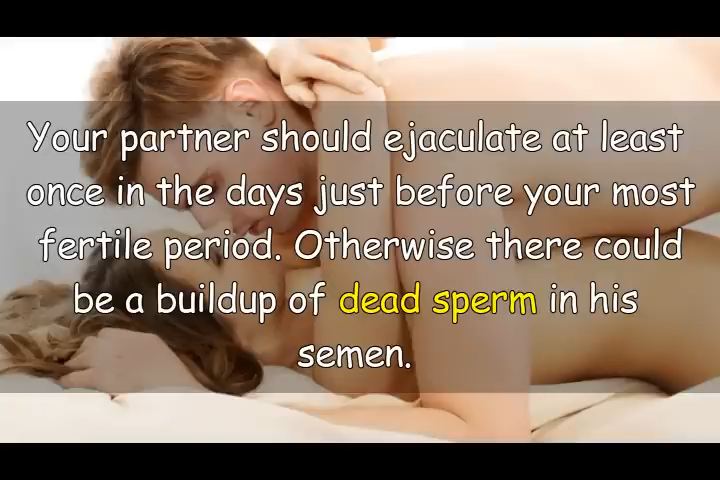 Your partner should ejaculate at least
once in the days just before your most
fertile period. Otherwise there could
be a buildup of dead sperm in his
semen.